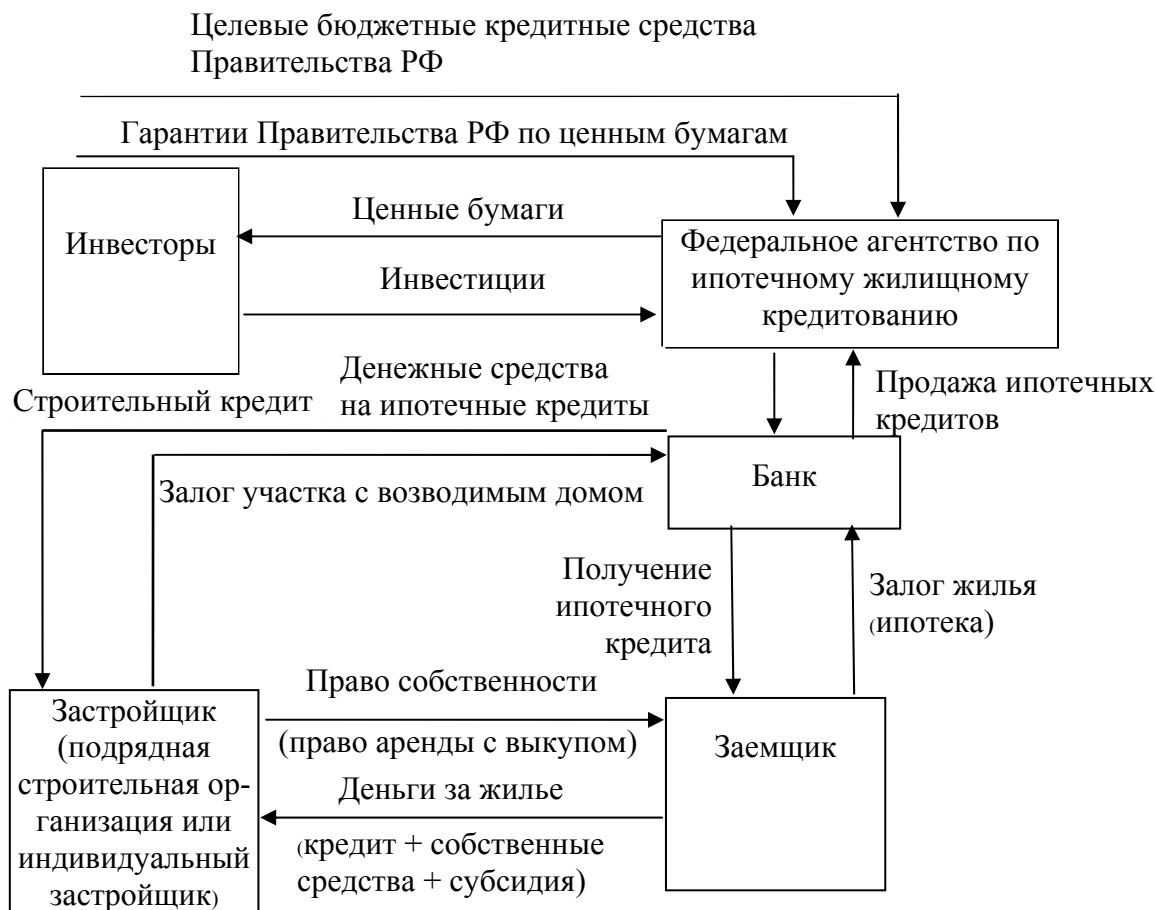 Целевые бюджетные кредитные средства
Правительства РФ
Гарантии Правительства РФ по ценным бумагам
Ценные бумаги
Инвесторы
Федеральное агентство по
ипотечному жилищному
кредитованию
Инвестиции
Денежные средства
на ипотечные кредиты
Продажа ипотечных
кредитов
Строительный кредит
Банк
Залог участка с возводимым домом
Получение
ипотечного
кредита
Залог жилья
(ипотека)
Право собственности
(право аренды с выкупом)
Застройщик
(подрядная
строительная ор-
ганизация или
индивидуальный
застройщик)
Заемщик
Деньги за жилье
(кредит + собственные
средства + субсидия)